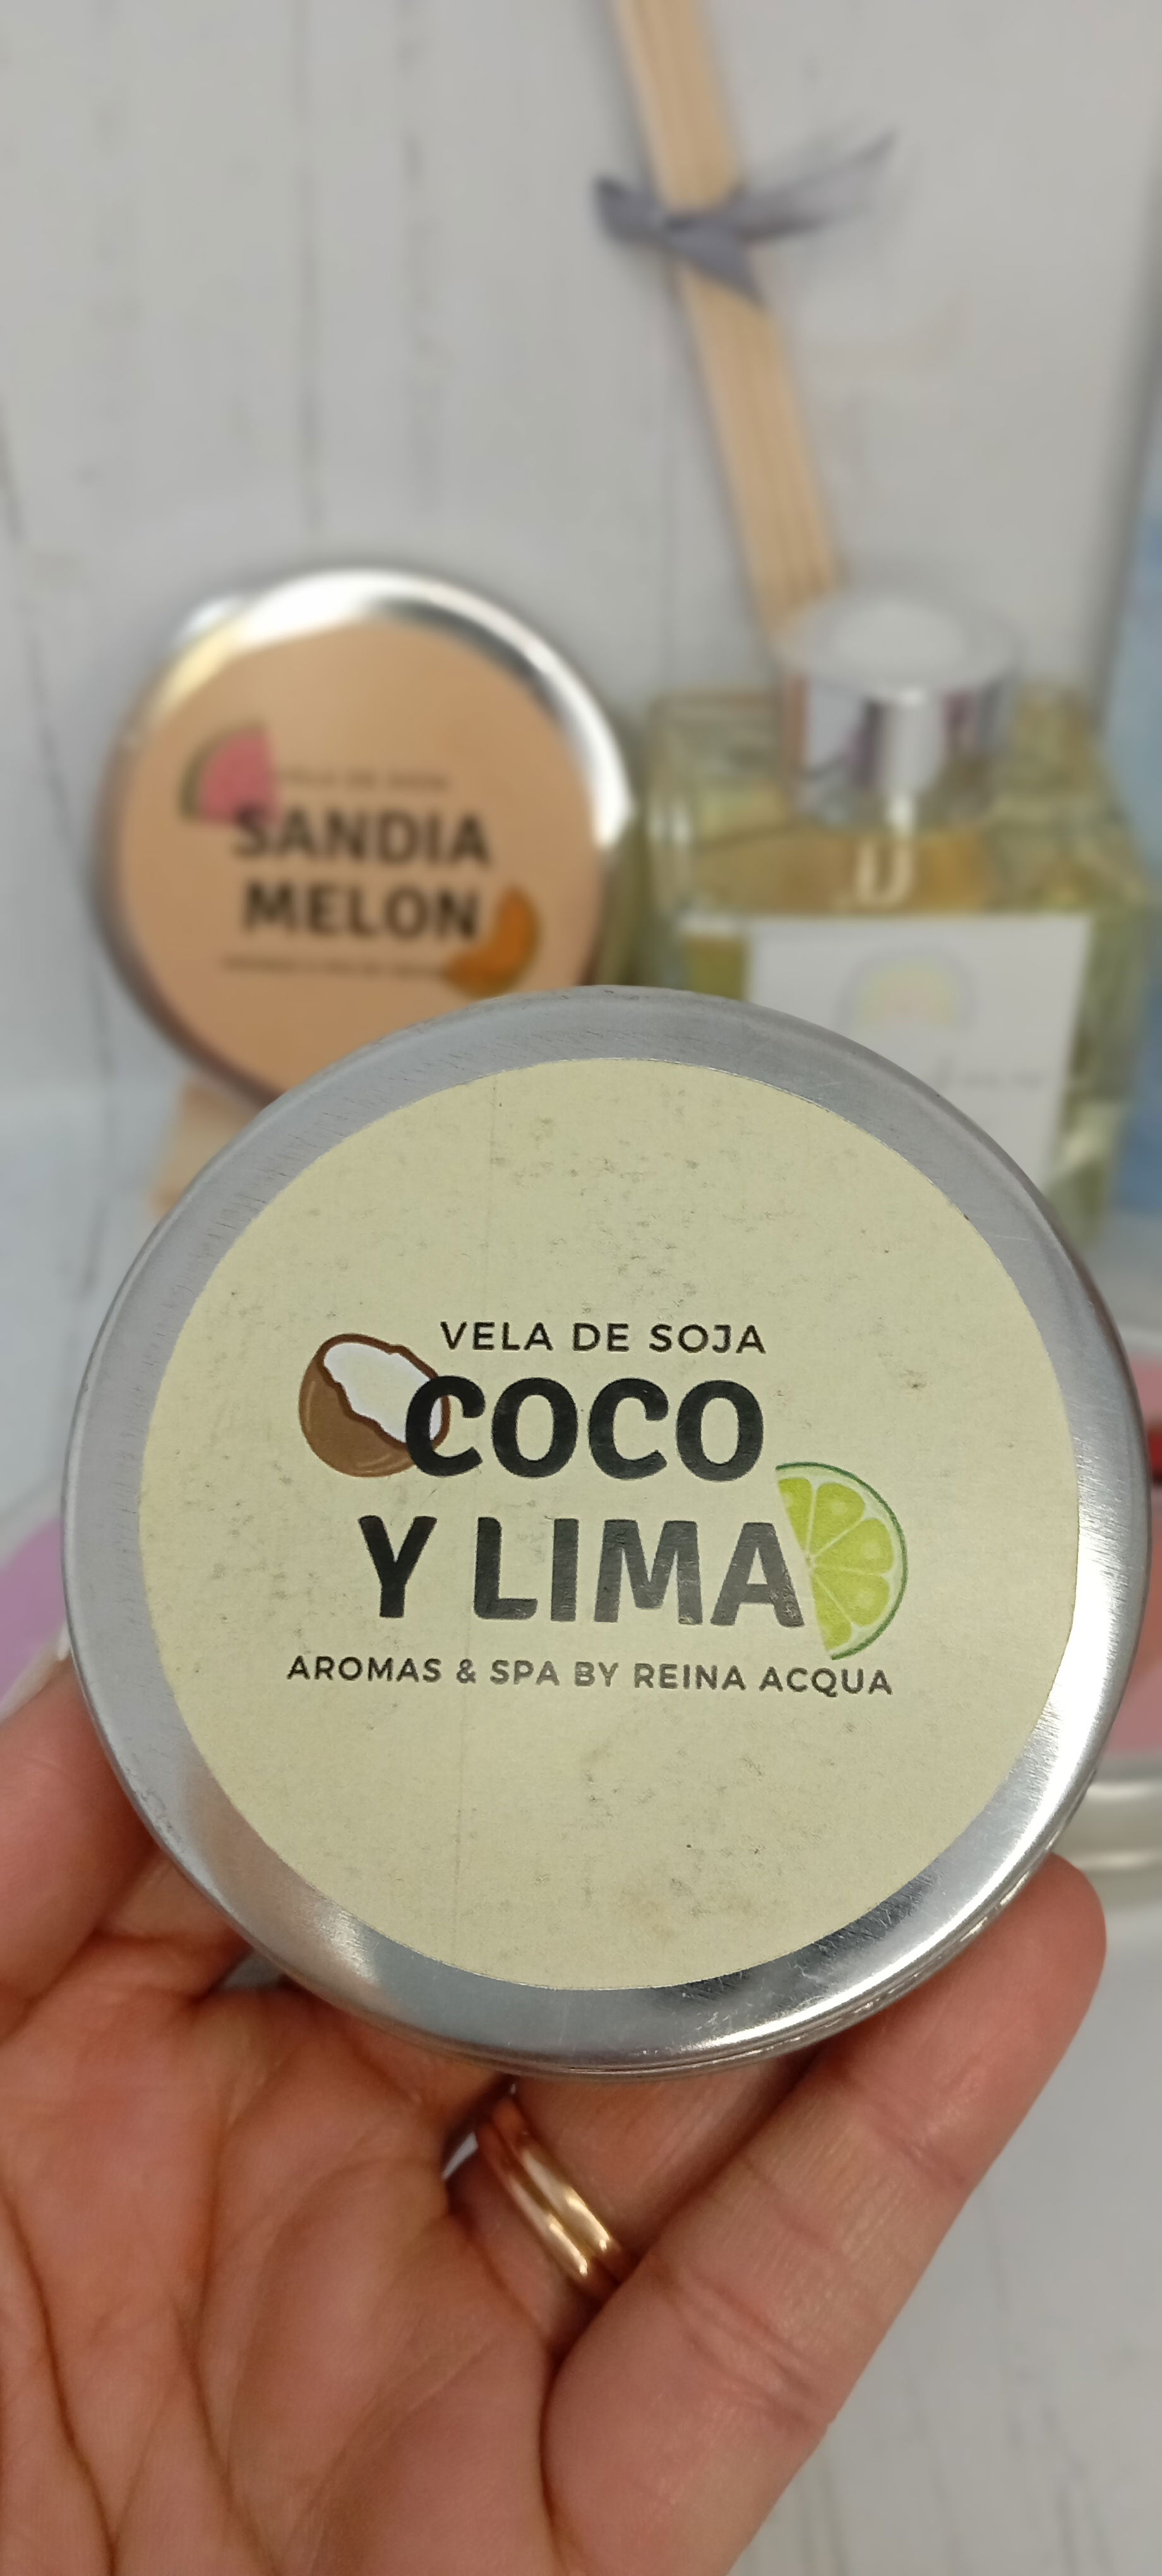 SANDIA
MELON
VELA DE SOJA
COCO
Y LIMA
AROMAS & SPA BY REINA ACQUA